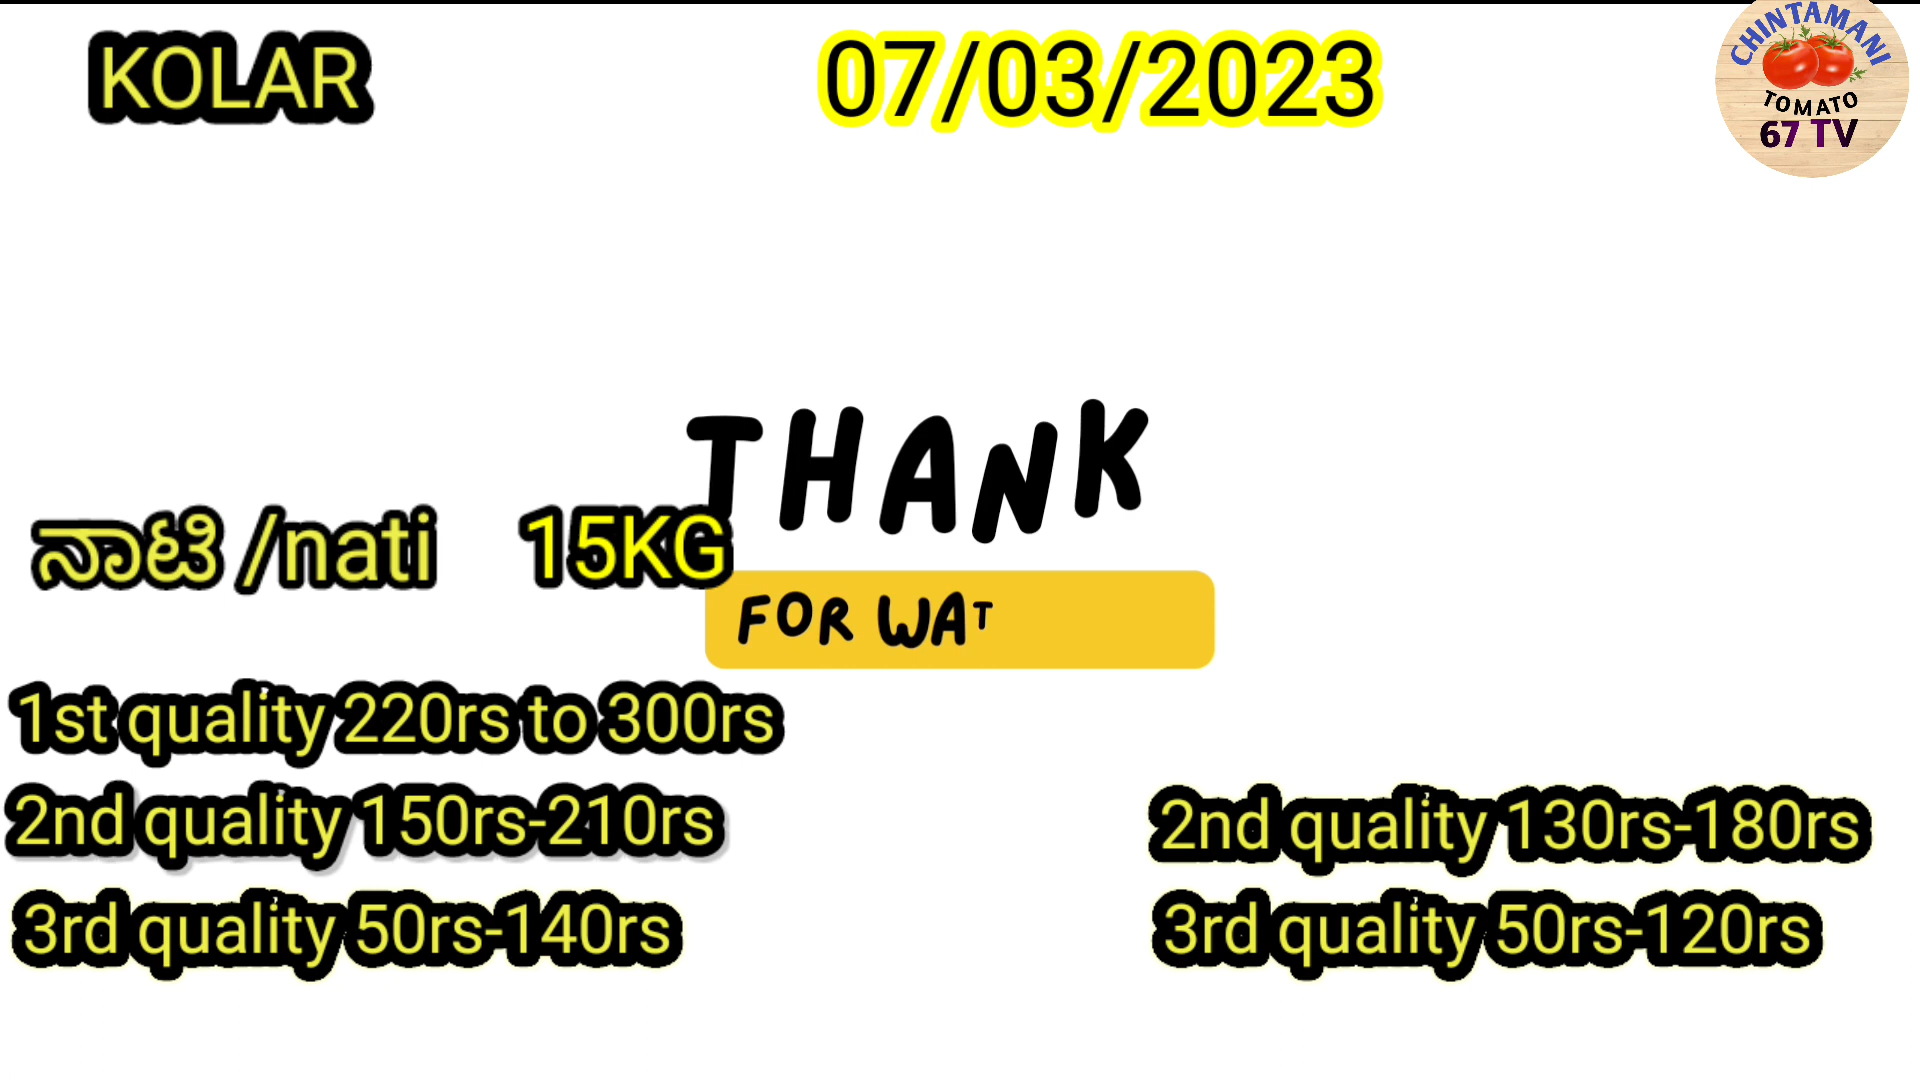 KOLAR
07/03/2023
CHINTAMANI
TOMATO
67 TV
THANK
ನಾಟಿ /nati 15KG
FOR WAT
1st quality 220rs to 300rs
2nd quality 150rs-210rs
2nd quality 130rs-180rs
3rd quality 50rs-140rs
3rd quality 50rs-120rs